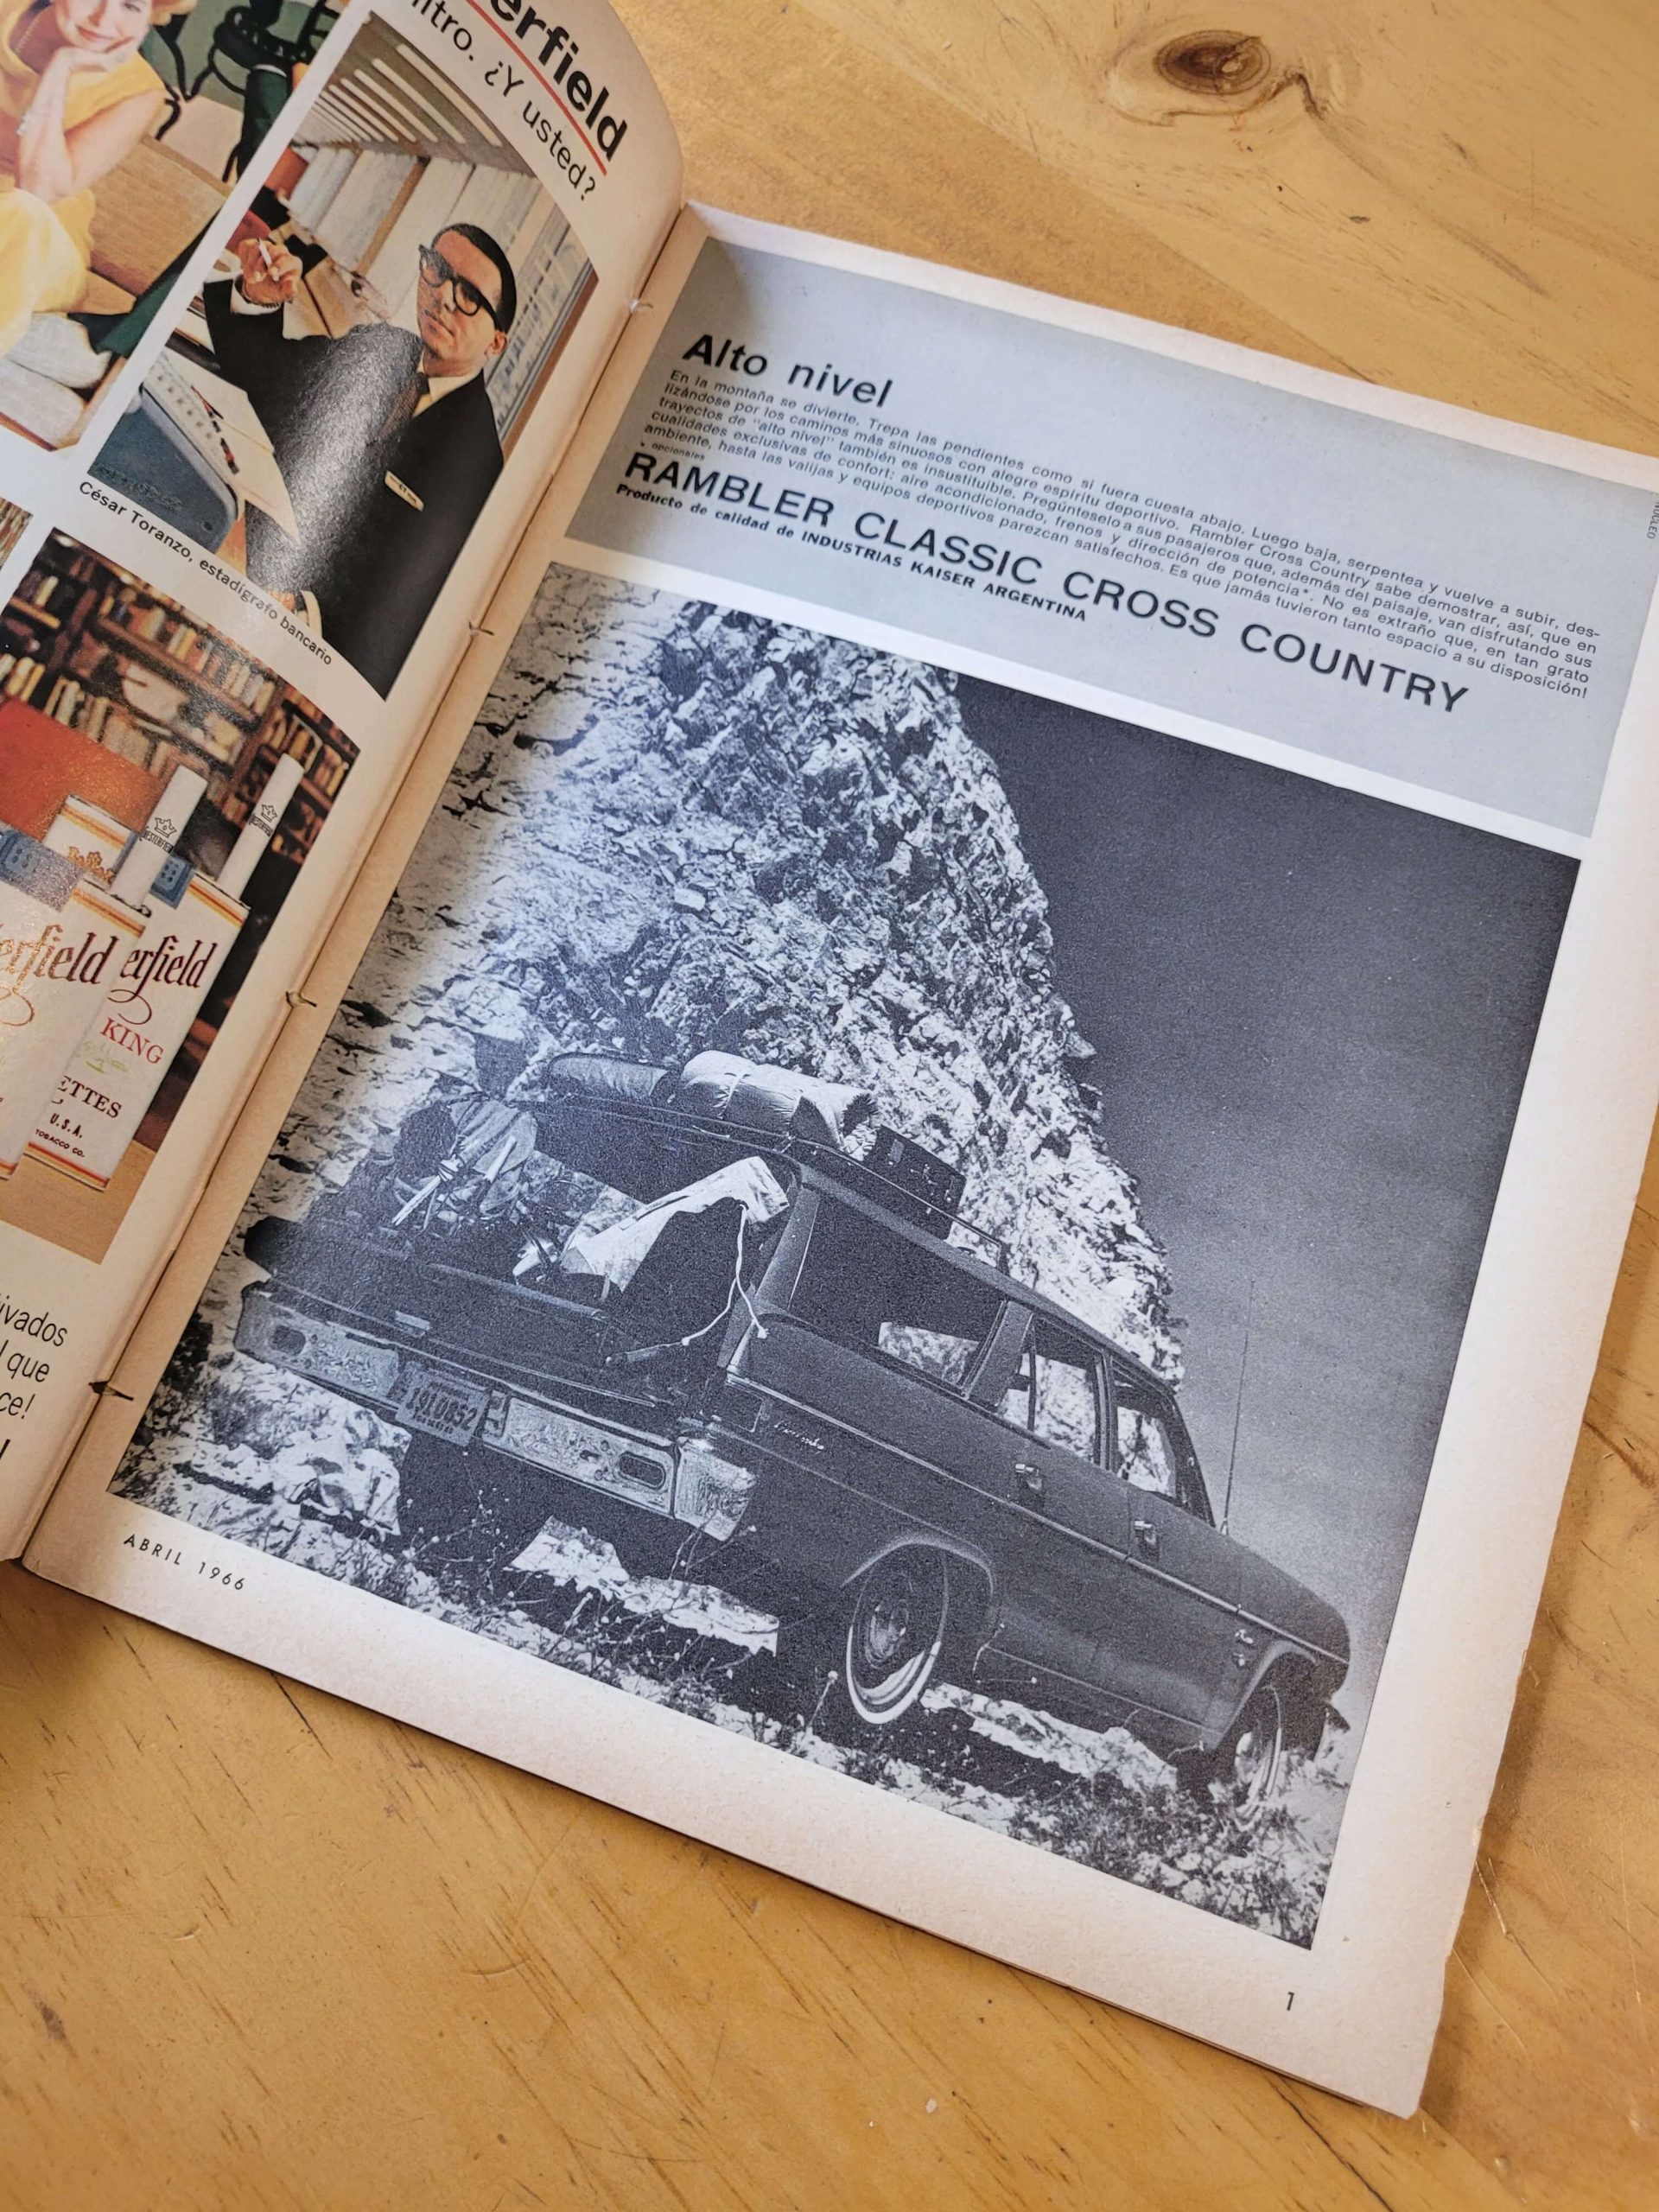 erfield
ltro. ¿Y usted?
César Toranzo, estadígrafo bancario
CHESTERFIELD
erfield
erfield
KING
ETTES
U.S.A.
TOBACCO CO.
ivados
l que
ce!
Alto nivel
En la montaña se divierte. Trepa las pendientes como si fuera cuesta abajo. Luego baja, serpentea y vuelve a subir, des-
lizándose por los caminos más sinuosos con alegre espíritu deportivo. Rambler Cross Country sabe demostrar, así, que en
trayectos de "alto nivel" también es insustituible. Pregúnteselo a sus pasajeros que, además del paisaje, van disfrutando sus
cualidades exclusivas de confort: aire acondicionado, frenos y dirección de potencia*. No es extraño que, en tan grato
ambiente, hasta las valijas y equipos deportivos parezcan satisfechos. Es que jamás tuvieron tanto espacio a su disposición!
* opcionales
RAMBLER CLASSIC CROSS COUNTRY
Producto de calidad de INDUSTRIAS KAISER ARGENTINA
NUCLEO
ABRIL 1966
1